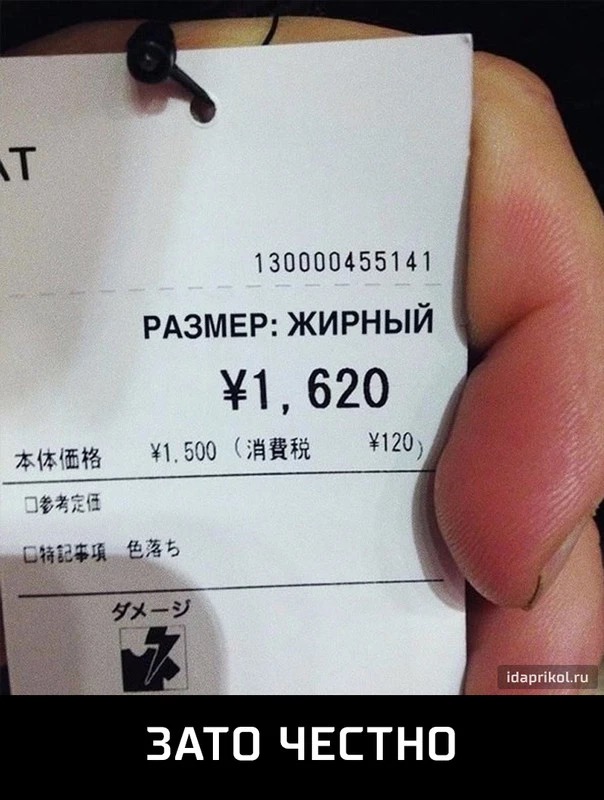 АТ
130000455141
РАЗМЕР: ЖИРНЫЙ
¥1, 620
本体価格 ¥1,500 (消費税 ¥120)
□参考定価
□特記事項 色落ち
ダメージ
idaprikol.ru
ЗАТО ЧЕСТНО